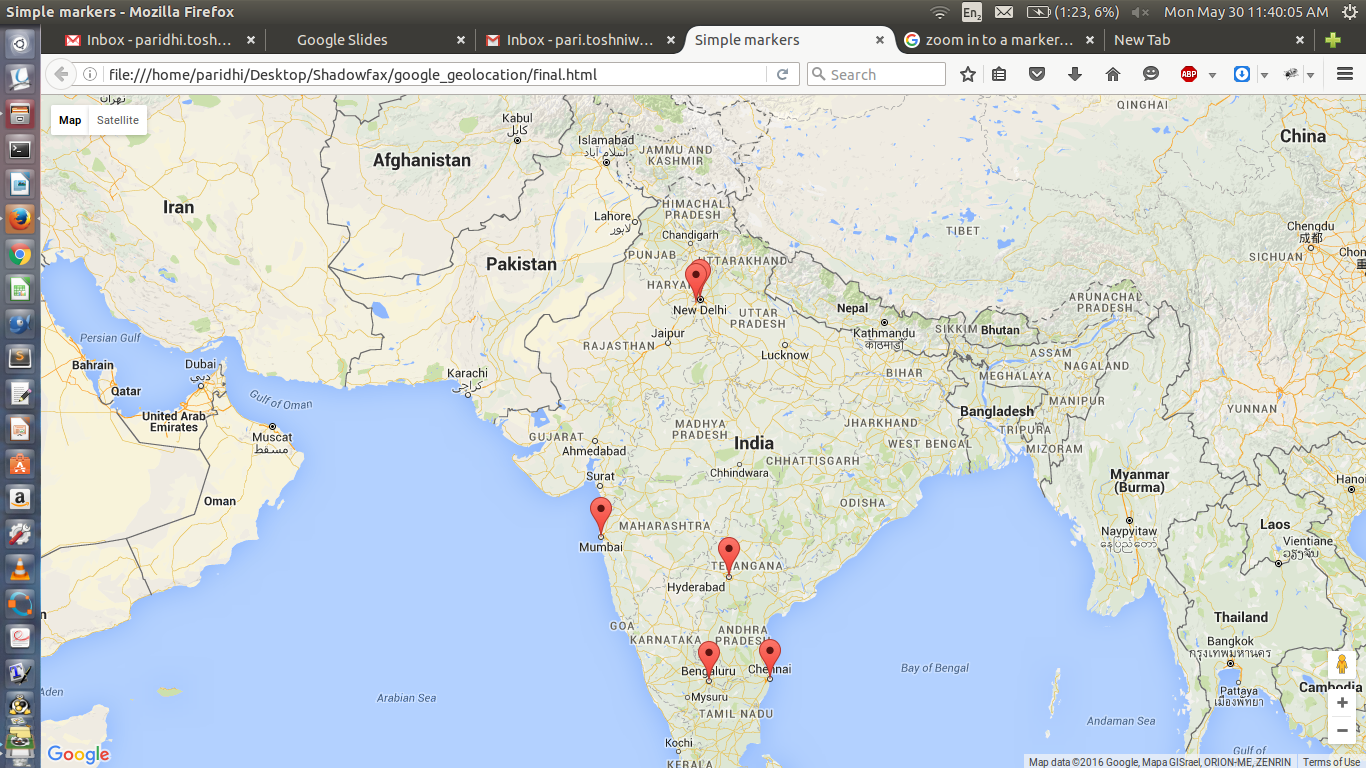 Simple markers - Mozilla Firefox
En2
(1:23, 6%)
Mon May 30 11:40:05 AM
Inbox - paridhi.tosh...
Google Slides
Inbox - pari.toshniw...
Simple markers
zoom in to a marker...
New Tab
file:///home/paridhi/Desktop/Shadowfax/google_geolocation/final.html
Search
ABP
Map
Satellite
تهران
QINGHAI
Kabul
کابل
China
Islamabad
اسلام آباد
JAMMU AND
KASHMIR
Afghanistan
Iran
HIMACHAL
PRADESH
Lahore
لاہور
Chandigarh
TIBET
Chengdu
成都
PUNJAB
UTTARAKHAND
SICHUAN
Chon
重
Pakistan
HARYA
New Delhi
Nepal
ARUNACHAL
PRADESH
UTTAR
PRADESH
Kathmandu
काठमाडौं
SIKKIM
Bhutan
Persian Gulf
Jaipur
RAJASTHAN
Lucknow
ASSAM
NAGALAND
Bahrain
Dubai
دبي
Karachi
کراچی
BIHAR
MEGHALAYA
Qatar
Gulf of Oman
MANIPUR
YUNNAN
United Arab
Emirates
Bangladesh
MADHYA
PRADESH
JHARKHAND
TRIPURA
Muscat
مسقط
GUJARAT
Ahmedabad
India
WEST BENGAL
MIZORAM
CHHATTISGARH
Chhindwara
Surat
Myanmar
(Burma)
Hano
Oman
ODISHA
MAHARASHTRA
Mumbai
Naypyitaw
နေပြည်တော်
Laos
Vientiane
ວຽງຈັນ
TELANGANA
Hyderabad
n
GOA
KARNATAKA
ANDHRA
PRADESH
Thailand
Bangkok
กรุงเทพมหานคร
Bengaluru
Chennai
Bay of Bengal
Aden
Arabian Sea
Mysuru
Pattaya
เมืองพัทยา
Cambodia
TAMIL NADU
Andaman Sea
Kochi
KERALA
Gulf of
Google
Map data ©2016 Google, Mapa GISrael, ORION-ME, ZENRIN
Terms of Use